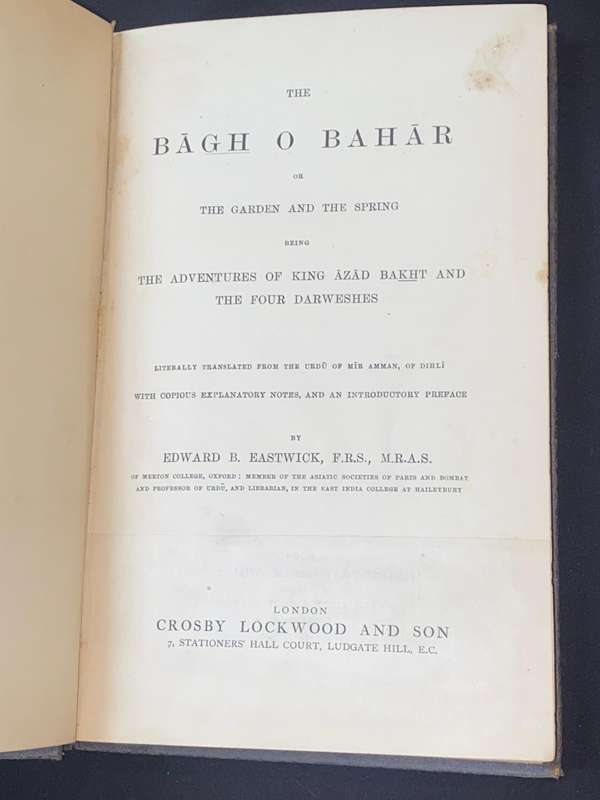 THE
BĀGH O BAHĀR
OR
THE GARDEN AND THE SPRING
BEING
THE ADVENTURES OF KING ĀZĀD BAKHT AND
THE FOUR DARWESHES
LITERALLY TRANSLATED FROM THE URDŪ OF MĪR AMMAN, OF DIHLĪ
WITH COPIOUS EXPLANATORY NOTES, AND AN INTRODUCTORY PREFACE
BY
EDWARD B. EASTWICK, F.R.S., M.R.A.S.
OF MERTON COLLEGE, OXFORD; MEMBER OF THE ASIATIC SOCIETIES OF PARIS AND BOMBAY
AND PROFESSOR OF URDŪ, AND LIBRARIAN, IN THE EAST INDIA COLLEGE AT HAILEYBURY
LONDON
CROSBY LOCKWOOD AND SON
7, STATIONERS' HALL COURT, LUDGATE HILL, E.C.